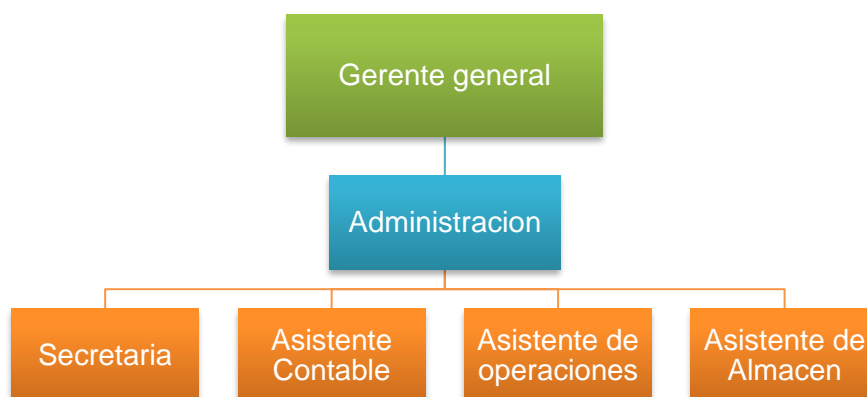 Gerente general
Administracion
Secretaria
Asistente
Contable
Asistente de
operaciones
Asistente de
Almacen